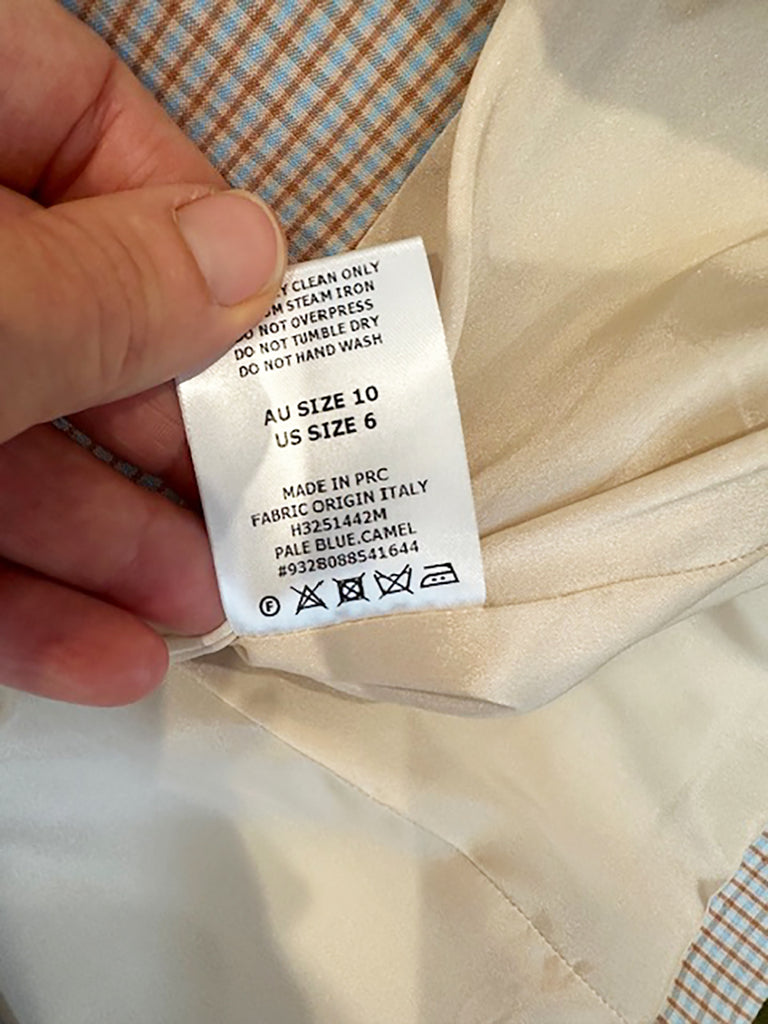 CLEAN ONLY
STEAM IRON
NOT OVERPRESS
DO NOT TUMBLE DRY
DO NOT HAND WASH
AU SIZE 10
US SIZE 6
MADE IN PRC
FABRIC ORIGIN ITALY
H3251442M
PALE BLUE.CAMEL
#9328088541644
F